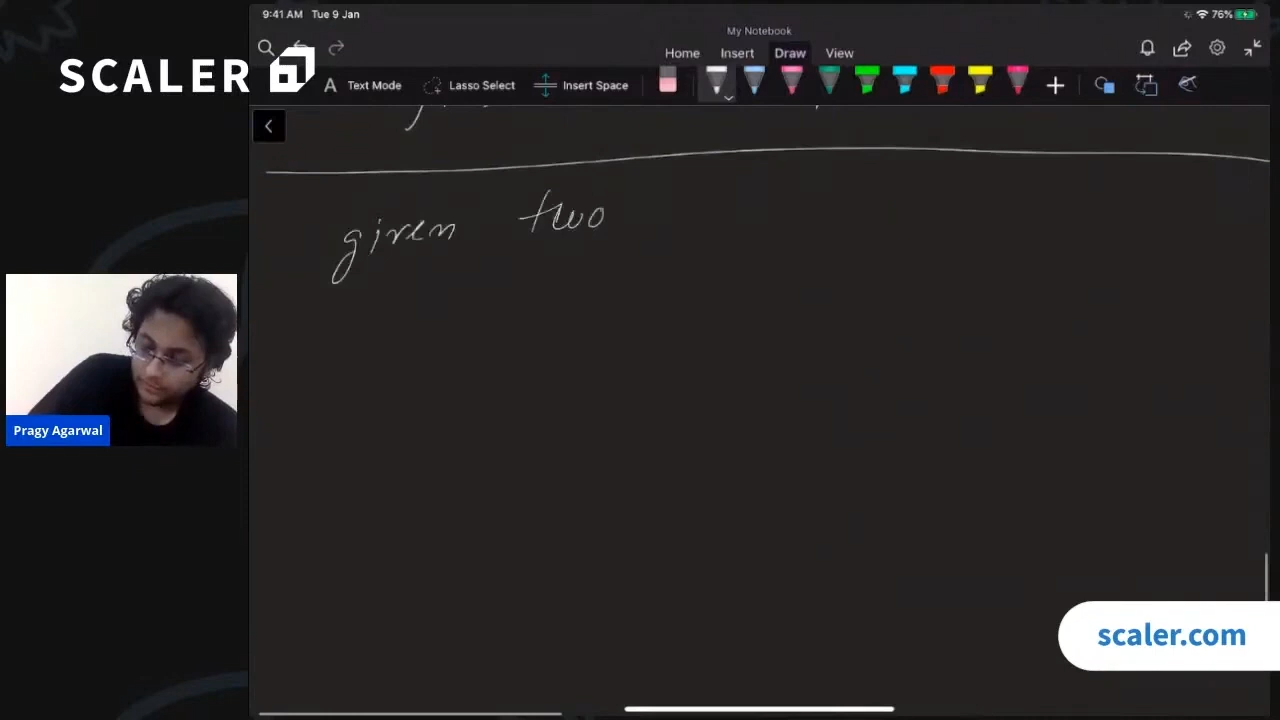 9:41 AM Tue 9 Jan
76%
My Notebook
Home Insert Draw View
SCALER
Text Mode Lasso Select Insert Space
given two
Pragy Agarwal
scaler.com